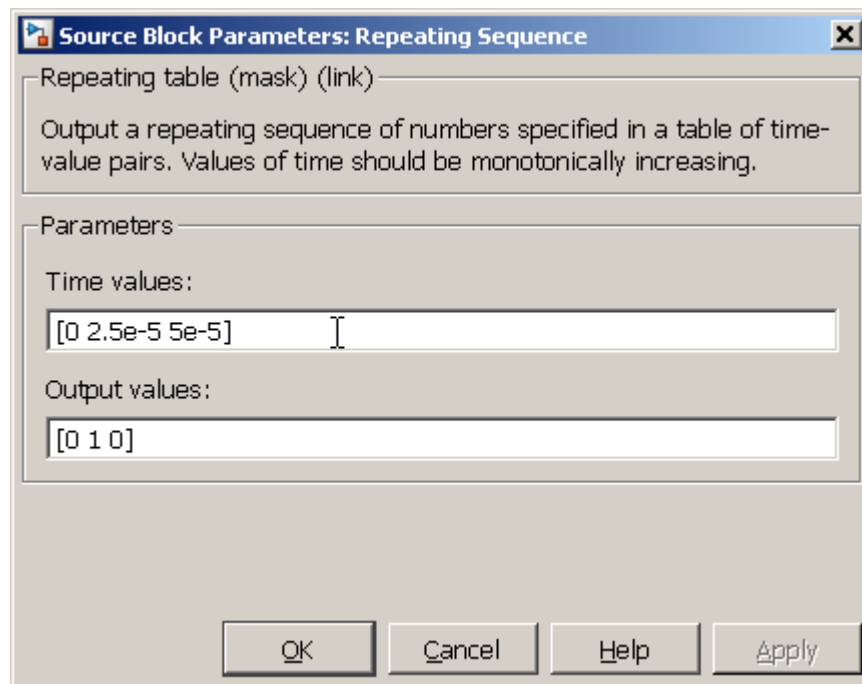 Source Block Parameters: Repeating Sequence
Repeating table (mask) (link)
Output a repeating sequence of numbers specified in a table of time-
value pairs. Values of time should be monotonically increasing.
Parameters
Time values:
[0 2.5e-5 5e-5]
Output values:
[0 1 0]
OK Cancel Help Apply